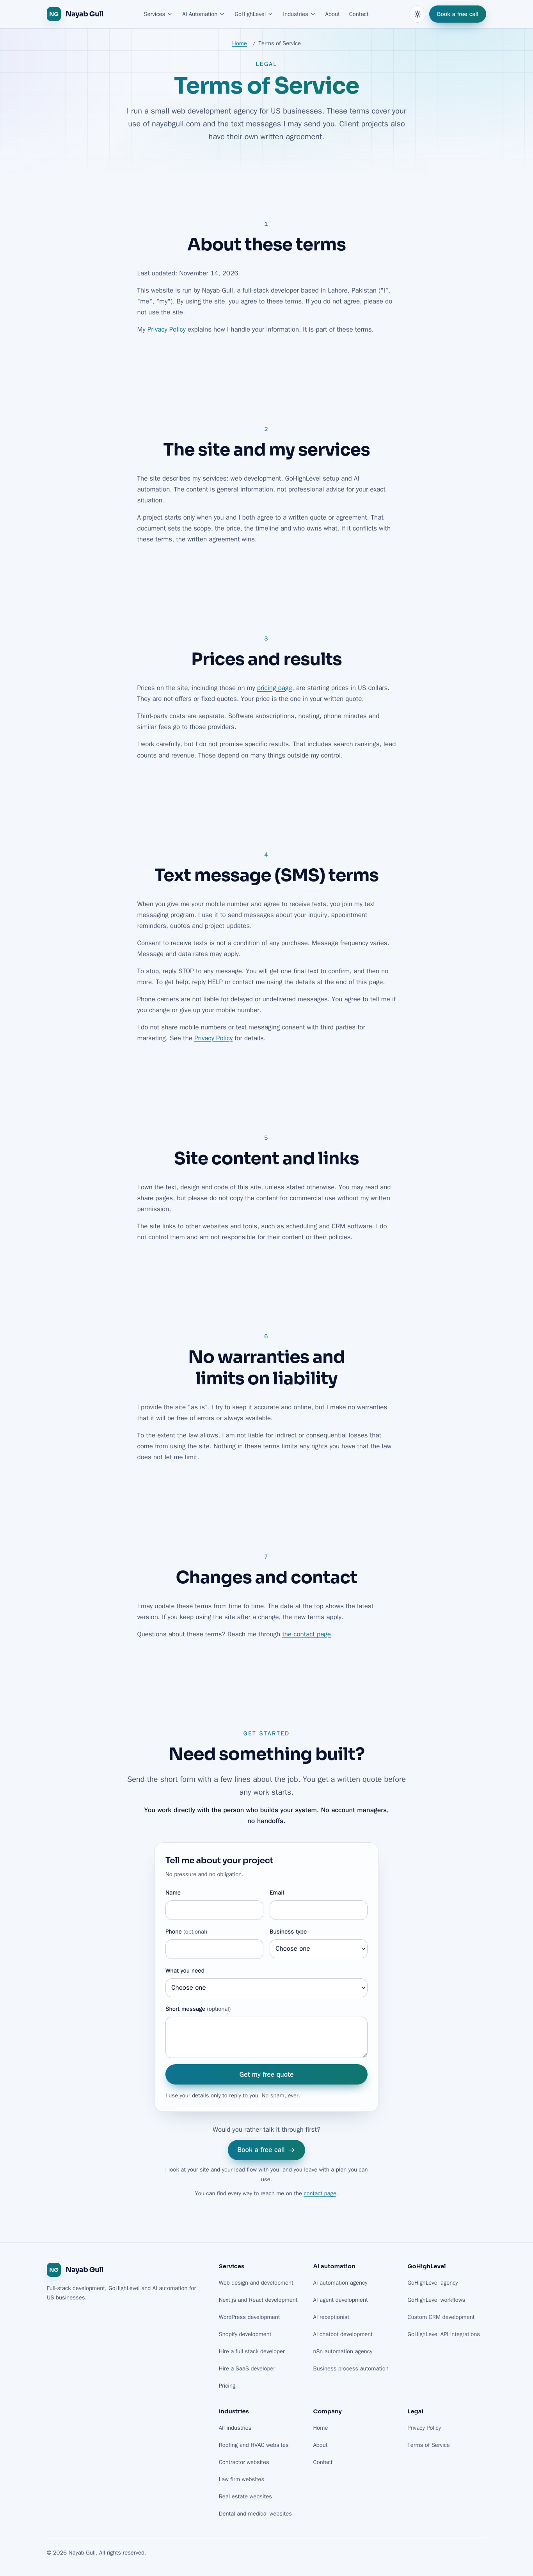 NG Nayab Gull Services AI Automation GoHighLevel Industries About Contact Book a free call
Home / Terms of Service
LEGAL
Terms of Service
I run a small web development agency for US businesses. These terms cover your
use of nayabgull.com and the text messages I may send you. Client projects also
have their own written agreement.
1
About these terms
Last updated: November 14, 2026.
This website is run by Nayab Gull, a full-stack developer based in Lahore, Pakistan ("I",
"me", "my"). By using the site, you agree to these terms. If you do not agree, please do
not use the site.
My Privacy Policy explains how I handle your information. It is part of these terms.
2
The site and my services
The site describes my services: web development, GoHighLevel setup and AI
automation. The content is general information, not professional advice for your exact
situation.
A project starts only when you and I both agree to a written quote or agreement. That
document sets the scope, the price, the timeline and who owns what. If it conflicts with
these terms, the written agreement wins.
3
Prices and results
Prices on the site, including those on my pricing page, are starting prices in US dollars.
They are not offers or fixed quotes. Your price is the one in your written quote.
Third-party costs are separate. Software subscriptions, hosting, phone minutes and
similar fees go to those providers.
I work carefully, but I do not promise specific results. That includes search rankings, lead
counts and revenue. Those depend on many things outside my control.
4
Text message (SMS) terms
When you give me your mobile number and agree to receive texts, you join my text
messaging program. I use it to send messages about your inquiry, appointment
reminders, quotes and project updates.
Consent to receive texts is not a condition of any purchase. Message frequency varies.
Message and data rates may apply.
To stop, reply STOP to any message. You will get one final text to confirm, and then no
more. To get help, reply HELP or contact me using the details at the end of this page.
Phone carriers are not liable for delayed or undelivered messages. You agree to tell me if
you change or give up your mobile number.
I do not share mobile numbers or text messaging consent with third parties for
marketing. See the Privacy Policy for details.
5
Site content and links
I own the text, design and code of this site, unless stated otherwise. You may read and
share pages, but please do not copy the content for commercial use without my written
permission.
The site links to other websites and tools, such as scheduling and CRM software. I do
not control them and am not responsible for their content or their policies.
6
No warranties and
limits on liability
I provide the site "as is". I try to keep it accurate and online, but I make no warranties
that it will be free of errors or always available.
To the extent the law allows, I am not liable for indirect or consequential losses that
come from using the site. Nothing in these terms limits any rights you have that the law
does not let me limit.
7
Changes and contact
I may update these terms from time to time. The date at the top shows the latest
version. If you keep using the site after a change, the new terms apply.
Questions about these terms? Reach me through the contact page.
GET STARTED
Need something built?
Send the short form with a few lines about the job. You get a written quote before
any work starts.
You work directly with the person who builds your system. No account managers,
no handoffs.
Tell me about your project
No pressure and no obligation.
Name Email
Phone (optional) Business type
Choose one
What you need
Choose one
Short message (optional)
Get my free quote
I use your details only to reply to you. No spam, ever.
Would you rather talk it through first?
Book a free call →
I look at your site and your lead flow with you, and you leave with a plan you can
use.
You can find every way to reach me on the contact page.
NG Nayab Gull
Full-stack development, GoHighLevel and AI automation for
US businesses.
Services
Web design and development
Next.js and React development
WordPress development
Shopify development
Hire a full stack developer
Hire a SaaS developer
Pricing
AI automation
AI automation agency
AI agent development
AI receptionist
AI chatbot development
n8n automation agency
Business process automation
GoHighLevel
GoHighLevel agency
GoHighLevel workflows
Custom CRM development
GoHighLevel API integrations
Industries
All industries
Roofing and HVAC websites
Contractor websites
Law firm websites
Real estate websites
Dental and medical websites
Company
Home
About
Contact
Legal
Privacy Policy
Terms of Service
© 2026 Nayab Gull. All rights reserved.